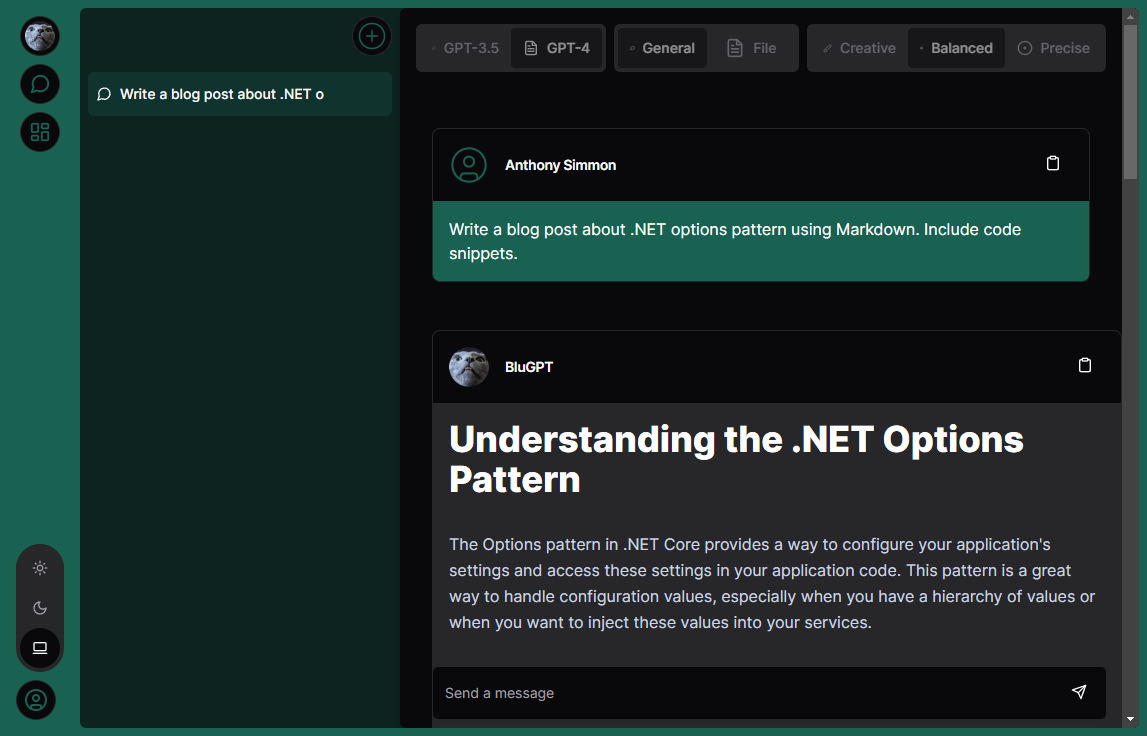 Write a blog post about .NET o
GPT-3.5 GPT-4 General File Creative Balanced Precise
Anthony Simmon
Write a blog post about .NET options pattern using Markdown. Include code
snippets.
BluGPT
Understanding the .NET Options
Pattern
The Options pattern in .NET Core provides a way to configure your application's
settings and access these settings in your application code. This pattern is a great
way to handle configuration values, especially when you have a hierarchy of values or
when you want to inject these values into your services.
Send a message